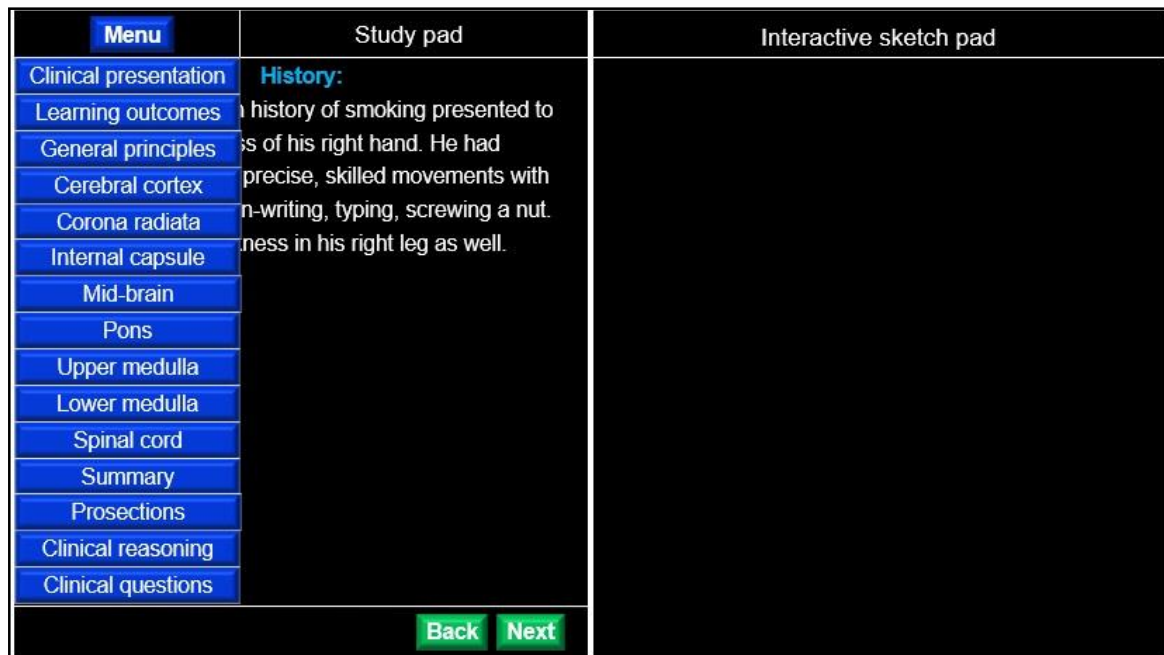 Menu
Study pad
Interactive sketch pad
Clinical presentation
Learning outcomes
General principles
Cerebral cortex
Corona radiata
Internal capsule
Mid-brain
Pons
Upper medulla
Lower medulla
Spinal cord
Summary
Prosections
Clinical reasoning
Clinical questions
History:
history of smoking presented to
of his right hand. He had
precise, skilled movements with
-writing, typing, screwing a nut.
in his right leg as well.
Back Next